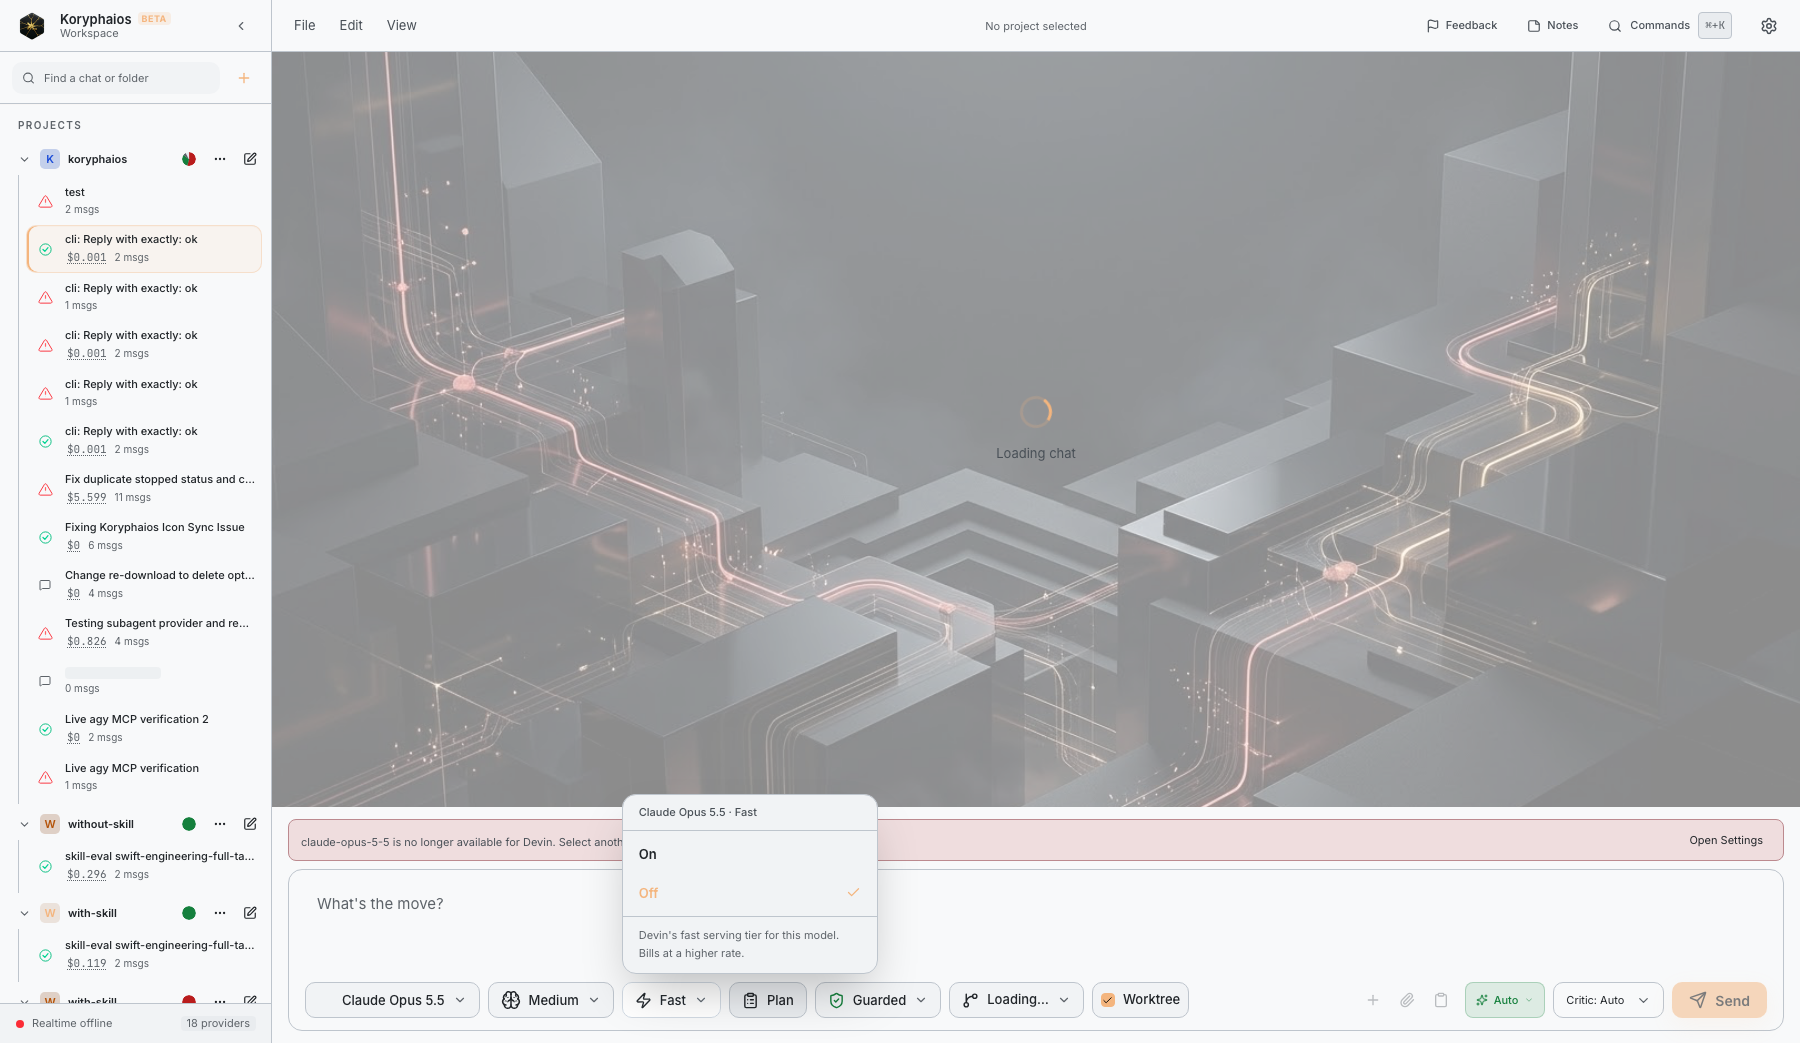 Koryphaios BETA
Workspace
Find a chat or folder
PROJECTS
K koryphaios
test
2 msgs
cli: Reply with exactly: ok
$0.001 2 msgs
cli: Reply with exactly: ok
1 msgs
cli: Reply with exactly: ok
$0.001 2 msgs
cli: Reply with exactly: ok
1 msgs
cli: Reply with exactly: ok
$0.001 2 msgs
Fix duplicate stopped status and c...
$5.599 11 msgs
Fixing Koryphaios Icon Sync Issue
$0 6 msgs
Change re-download to delete opt...
$0 4 msgs
Testing subagent provider and re...
$0.826 4 msgs
0 msgs
Live agy MCP verification 2
$0 2 msgs
Live agy MCP verification
1 msgs
W without-skill
skill-eval swift-engineering-full-ta...
$0.296 2 msgs
W with-skill
skill-eval swift-engineering-full-ta...
$0.119 2 msgs
W with-skill
Realtime offline 18 providers
File Edit View
No project selected
Feedback Notes Commands ⌘+K
Loading chat
claude-opus-5-5 is no longer available for Devin. Select anoth
Open Settings
Claude Opus 5.5 · Fast
On
Off
Devin's fast serving tier for this model.
Bills at a higher rate.
What's the move?
Claude Opus 5.5 Medium Fast Plan Guarded Loading... Worktree Auto Critic: Auto Send